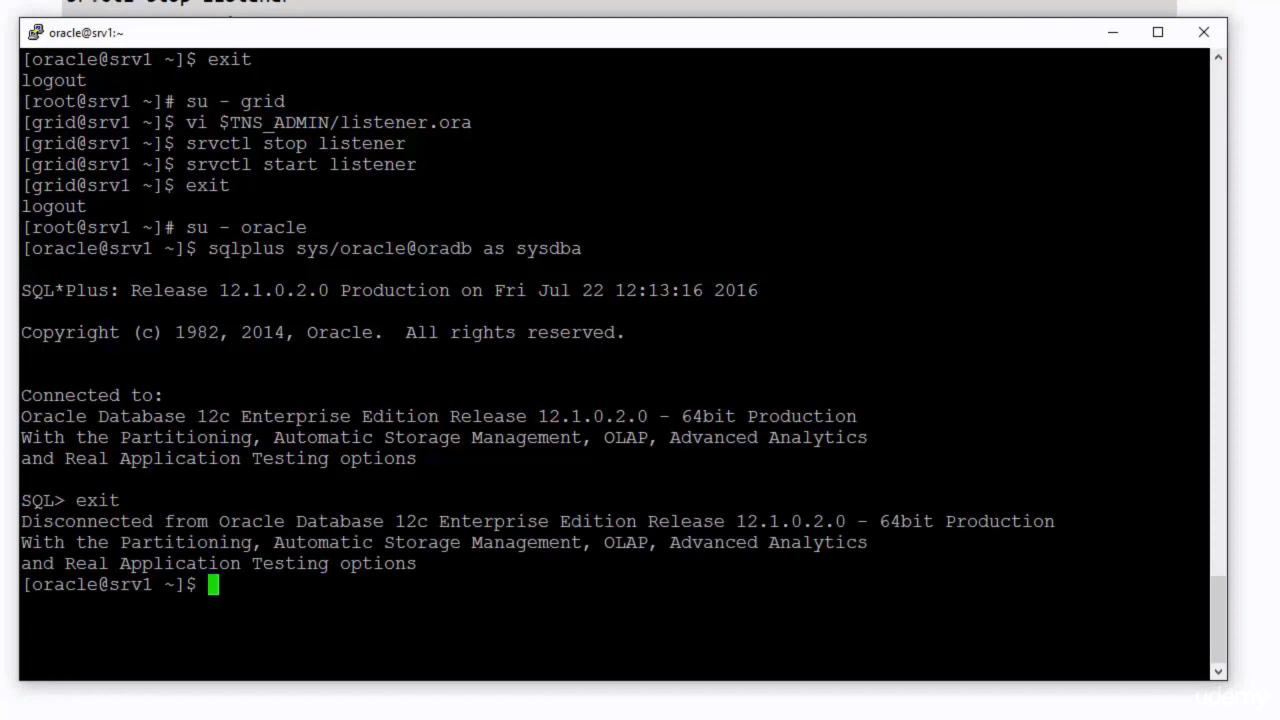 oracle@srv1:~
[oracle@srv1 ~]$ exit
logout
[root@srv1 ~]# su - grid
[grid@srv1 ~]$ vi $TNS_ADMIN/listener.ora
[grid@srv1 ~]$ srvctl stop listener
[grid@srv1 ~]$ srvctl start listener
[grid@srv1 ~]$ exit
logout
[root@srv1 ~]# su - oracle
[oracle@srv1 ~]$ sqlplus sys/oracle@oradb as sysdba
SQL*Plus: Release 12.1.0.2.0 Production on Fri Jul 22 12:13:16 2016
Copyright (c) 1982, 2014, Oracle.  All rights reserved.
Connected to:
Oracle Database 12c Enterprise Edition Release 12.1.0.2.0 - 64bit Production
With the Partitioning, Automatic Storage Management, OLAP, Advanced Analytics
and Real Application Testing options
SQL> exit
Disconnected from Oracle Database 12c Enterprise Edition Release 12.1.0.2.0 - 64bit Production
With the Partitioning, Automatic Storage Management, OLAP, Advanced Analytics
and Real Application Testing options
[oracle@srv1 ~]$
udemy